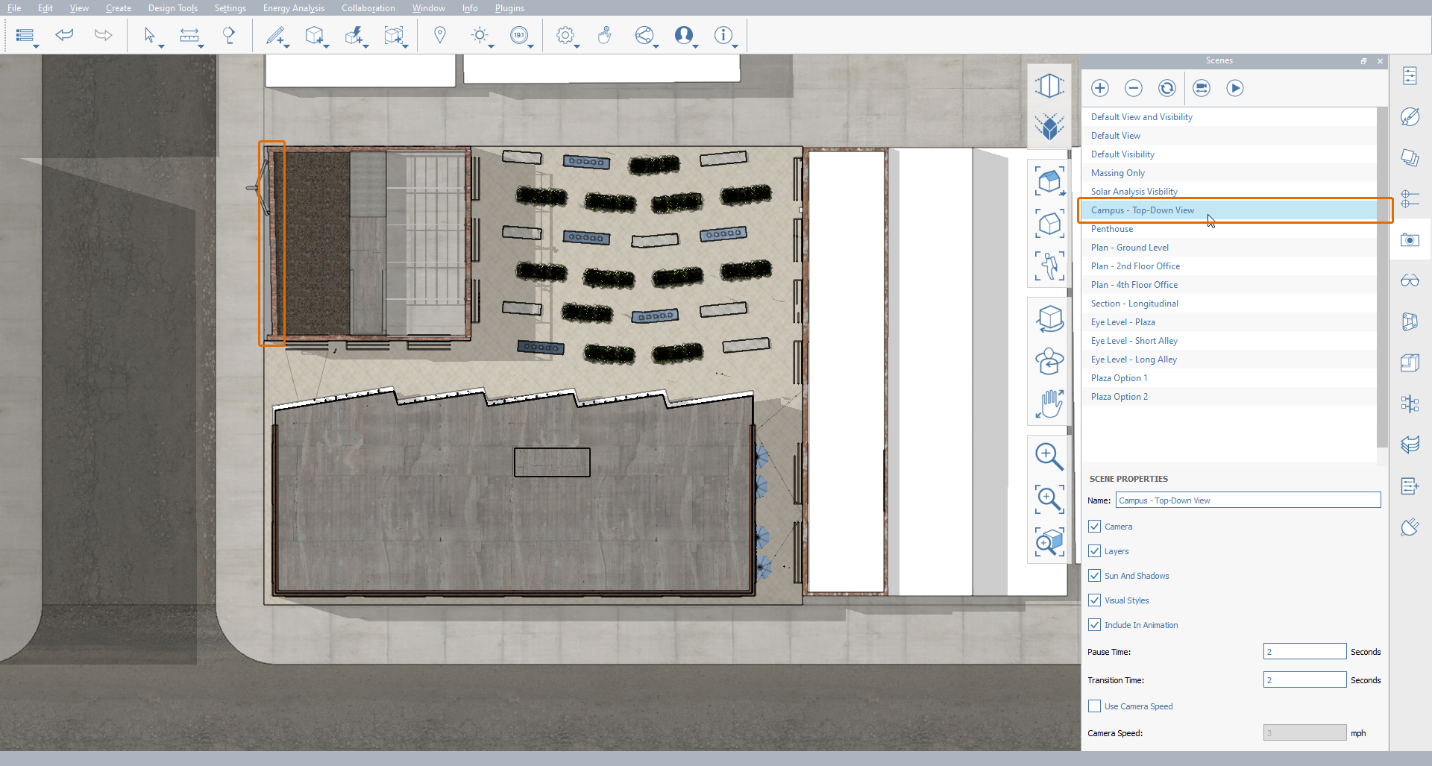 File Edit View Create Design Tools Settings Energy Analysis Collaboration Window Info Plugins
Scenes
Default View and Visibility
Default View
Default Visibility
Massing Only
Solar Analysis Visbility
Campus - Top-Down View
Penthouse
Plan - Ground Level
Plan - 2nd Floor Office
Plan - 4th Floor Office
Section - Longitudinal
Eye Level - Plaza
Eye Level - Short Alley
Eye Level - Long Alley
Plaza Option 1
Plaza Option 2
SCENE PROPERTIES
Name: Campus - Top-Down View
Camera
Layers
Sun And Shadows
Visual Styles
Include In Animation
Pause Time: 2 Seconds
Transition Time: 2 Seconds
Use Camera Speed
Camera Speed: 3 mph